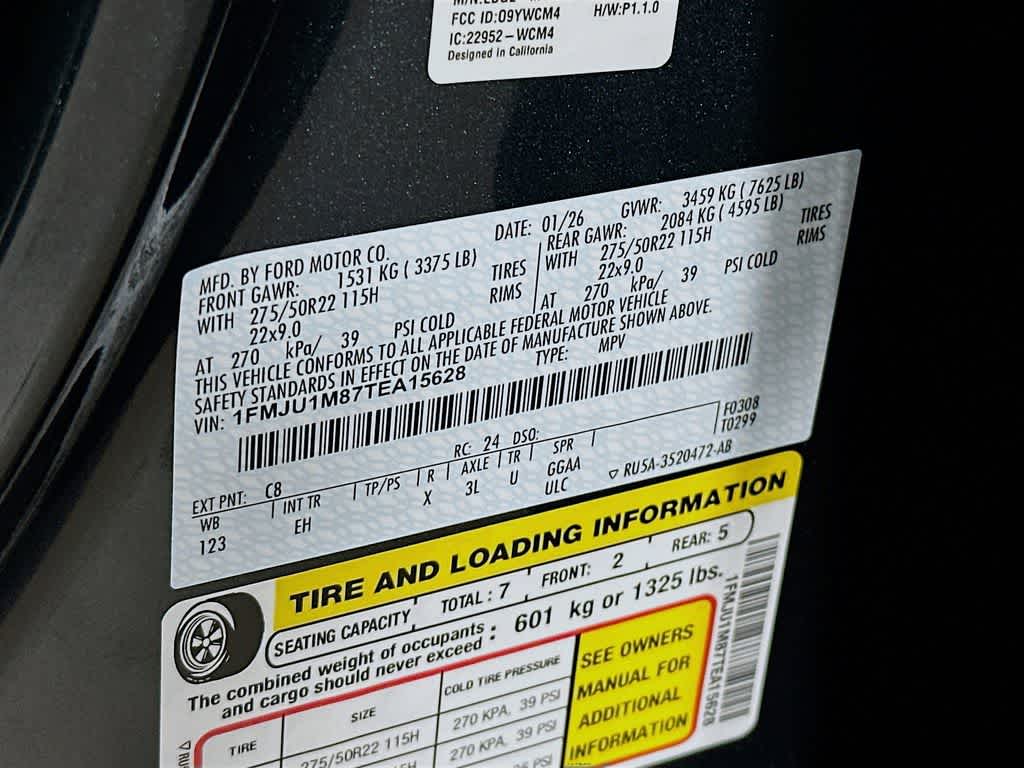 FCC ID:O9YWCM4 H/W:P1.1.0
IC:22952-WCM4
Designed in California
MFD. BY FORD MOTOR CO. DATE: 01/26 GVWR: 3459 KG ( 7625 LB)
FRONT GAWR: 1531 KG ( 3375 LB) REAR GAWR: 2084 KG ( 4595 LB)
WITH 275/50R22 115H TIRES WITH 275/50R22 115H TIRES
22x9.0 RIMS 22x9.0 RIMS
AT 270 kPa/ 39 PSI COLD AT 270 kPa/ 39 PSI COLD
THIS VEHICLE CONFORMS TO ALL APPLICABLE FEDERAL MOTOR VEHICLE
SAFETY STANDARDS IN EFFECT ON THE DATE OF MANUFACTURE SHOWN ABOVE.
VIN: 1FMJU1M87TEA15628 TYPE: MPV
F0308
T0299
EXT PNT: C8 RC: 24 DSO:
WB INT TR TP/PS R AXLE TR SPR
123 EH X 3L U GGAA
ULC
RU5A-3520472-AB
TIRE AND LOADING INFORMATION
SEATING CAPACITY TOTAL : 7 FRONT: 2 REAR: 5
The combined weight of occupants and cargo should never exceed : 601 kg or 1325 lbs.
TIRE SIZE COLD TIRE PRESSURE
275/50R22 115H 270 KPA, 39 PSI
270 KPA, 39 PSI
SEE OWNERS
MANUAL FOR
ADDITIONAL
INFORMATION
1FMJU1M87TEA15628